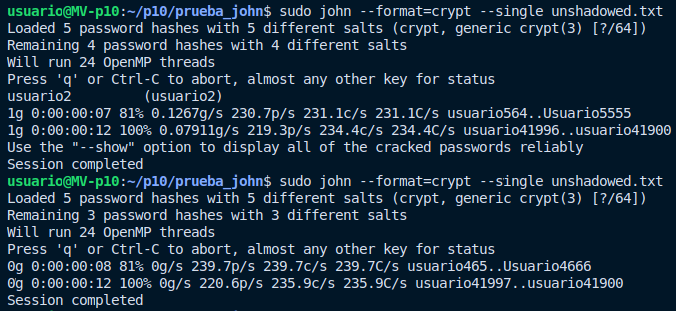 usuario@MV-p10:~/p10/prueba_john$ sudo john --format=crypt --single unshadowed.txt
Loaded 5 password hashes with 5 different salts (crypt, generic crypt(3) [?/64])
Remaining 4 password hashes with 4 different salts
Will run 24 OpenMP threads
Press 'q' or Ctrl-C to abort, almost any other key for status
usuario2         (usuario2)
1g 0:00:00:07 81% 0.1267g/s 230.7p/s 231.1c/s 231.1C/s usuario564..Usuario5555
1g 0:00:00:12 100% 0.07911g/s 219.3p/s 234.4c/s 234.4C/s usuario41996..usuario41900
Use the "--show" option to display all of the cracked passwords reliably
Session completed
usuario@MV-p10:~/p10/prueba_john$ sudo john --format=crypt --single unshadowed.txt
Loaded 5 password hashes with 5 different salts (crypt, generic crypt(3) [?/64])
Remaining 3 password hashes with 3 different salts
Will run 24 OpenMP threads
Press 'q' or Ctrl-C to abort, almost any other key for status
0g 0:00:00:08 81% 0g/s 239.7p/s 239.7c/s 239.7C/s usuario465..Usuario4666
0g 0:00:00:12 100% 0g/s 220.6p/s 235.9c/s 235.9C/s usuario41997..usuario41900
Session completed